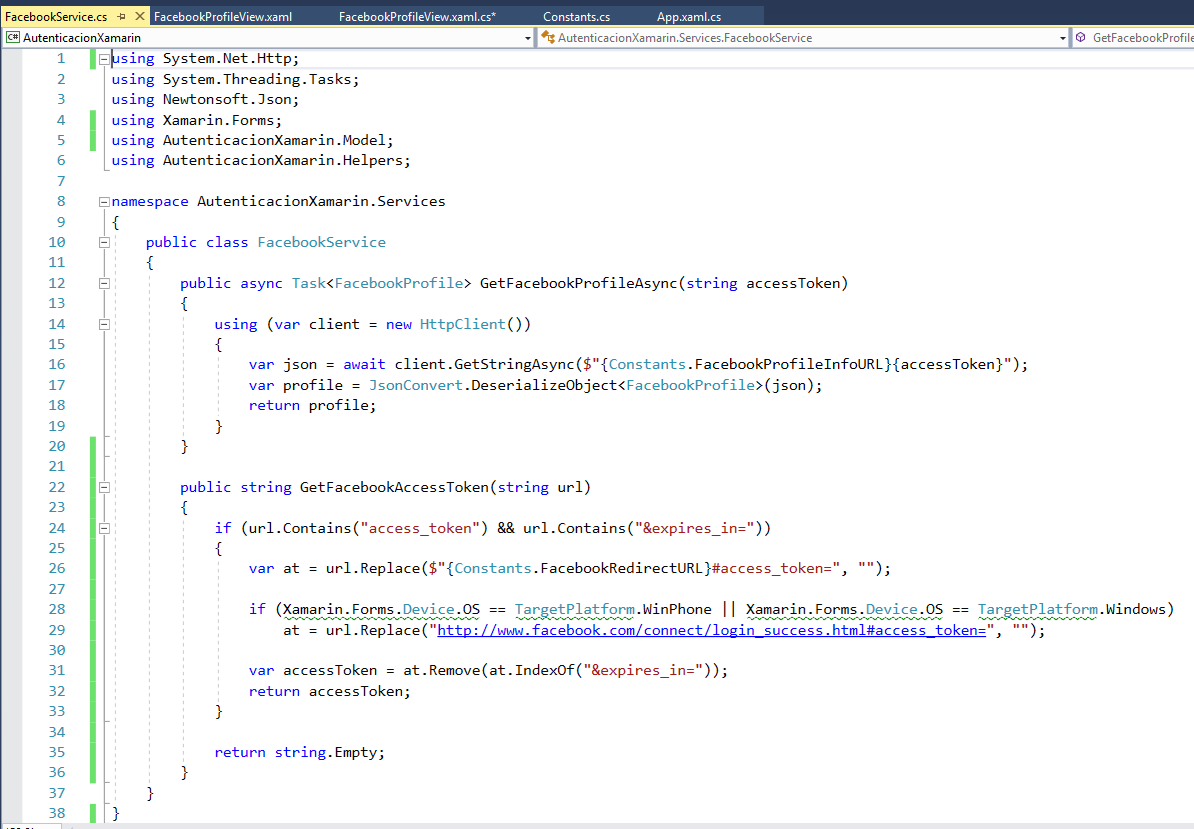 FacebookService.cs FacebookProfileView.xaml FacebookProfileView.xaml.cs* Constants.cs App.xaml.cs
C# AutenticacionXamarin AutenticacionXamarin.Services.FacebookService GetFacebookProfile
1 using System.Net.Http;
2 using System.Threading.Tasks;
3 using Newtonsoft.Json;
4 using Xamarin.Forms;
5 using AutenticacionXamarin.Model;
6 using AutenticacionXamarin.Helpers;
7
8 namespace AutenticacionXamarin.Services
9 {
10 public class FacebookService
11 {
12 public async Task<FacebookProfile> GetFacebookProfileAsync(string accessToken)
13 {
14 using (var client = new HttpClient())
15 {
16 var json = await client.GetStringAsync($"{Constants.FacebookProfileInfoURL}{accessToken}");
17 var profile = JsonConvert.DeserializeObject<FacebookProfile>(json);
18 return profile;
19 }
20 }
21
22 public string GetFacebookAccessToken(string url)
23 {
24 if (url.Contains("access_token") && url.Contains("&expires_in="))
25 {
26 var at = url.Replace($"{Constants.FacebookRedirectURL}#access_token=", "");
27
28 if (Xamarin.Forms.Device.OS == TargetPlatform.WinPhone || Xamarin.Forms.Device.OS == TargetPlatform.Windows)
29 at = url.Replace("http://www.facebook.com/connect/login_success.html#access_token=", "");
30
31 var accessToken = at.Remove(at.IndexOf("&expires_in="));
32 return accessToken;
33 }
34
35 return string.Empty;
36 }
37 }
38 }